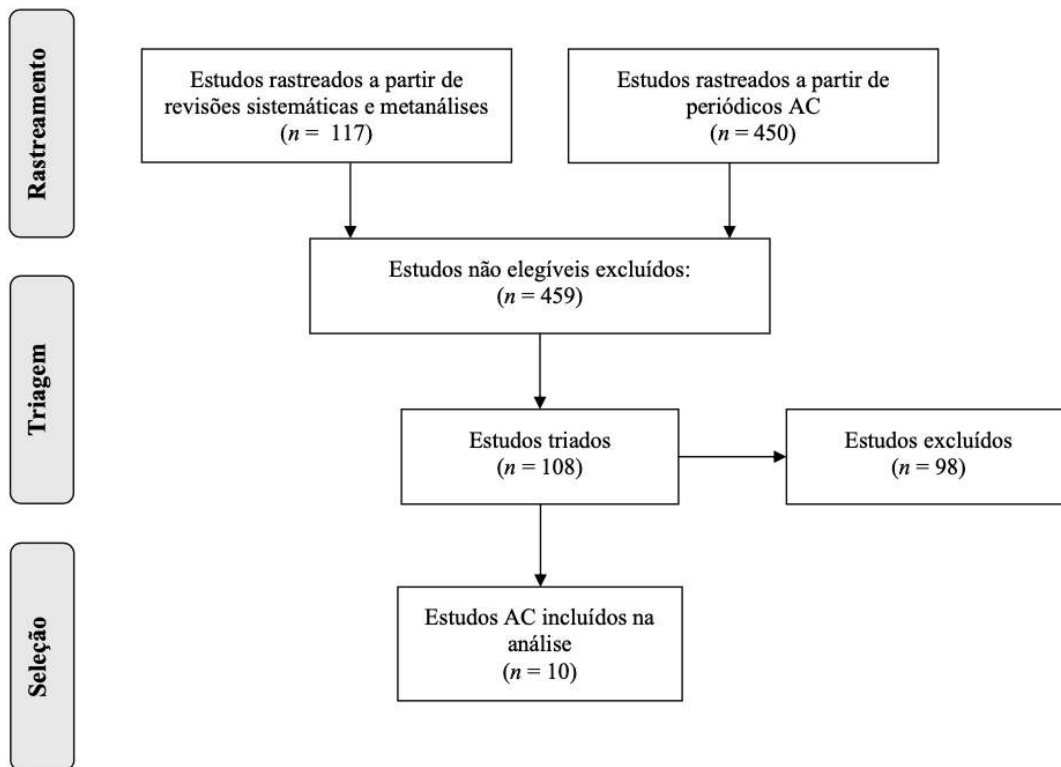 Rastreamento
Estudos rastreados a partir de
revisões sistemáticas e metanálises
(n = 117)
Estudos rastreados a partir de
periódicos AC
(n = 450)
Estudos não elegíveis excluídos:
(n = 459)
Triagem
Estudos triados
(n = 108)
Estudos excluídos
(n = 98)
Seleção
Estudos AC incluídos na
análise
(n = 10)